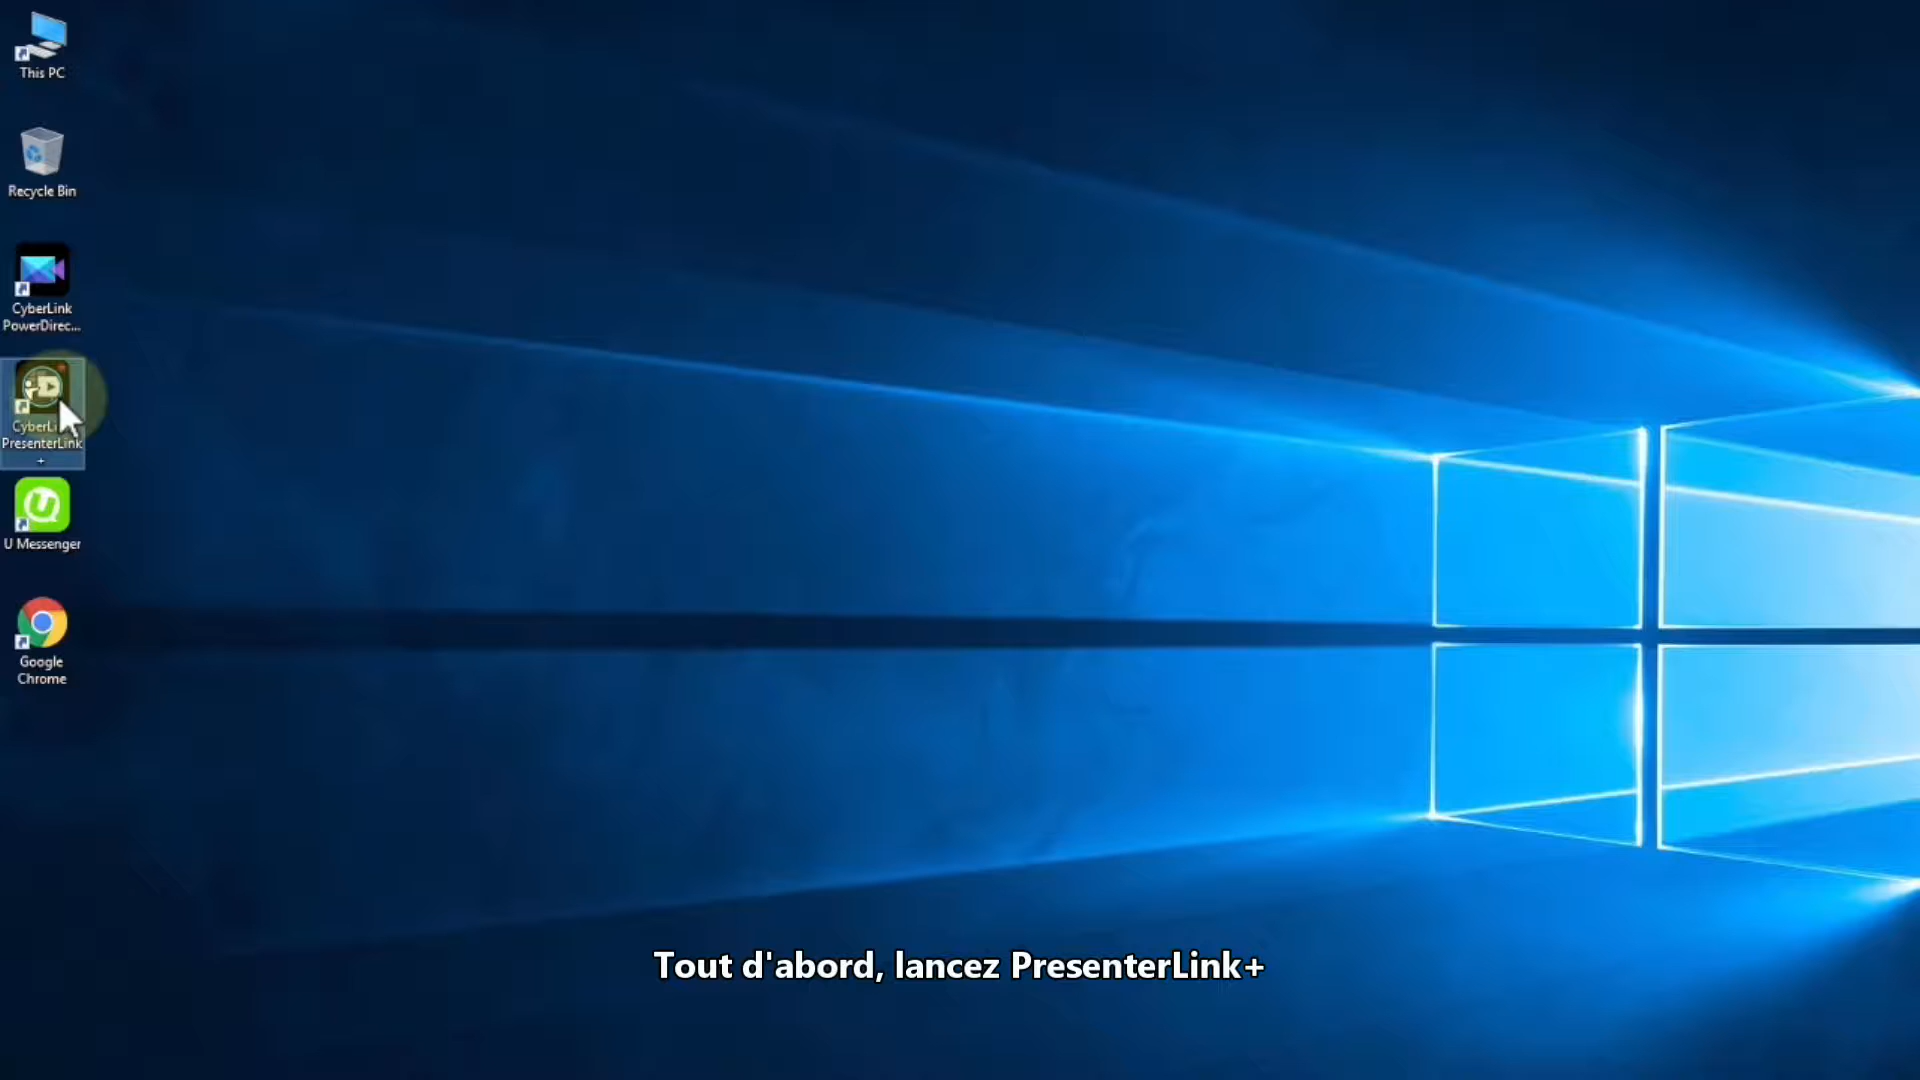 This PC
Recycle Bin
CyberLink
PowerDirec...
PresenterLink
+
U Messenger
Google
Chrome
Tout d'abord, lancez PresenterLink+